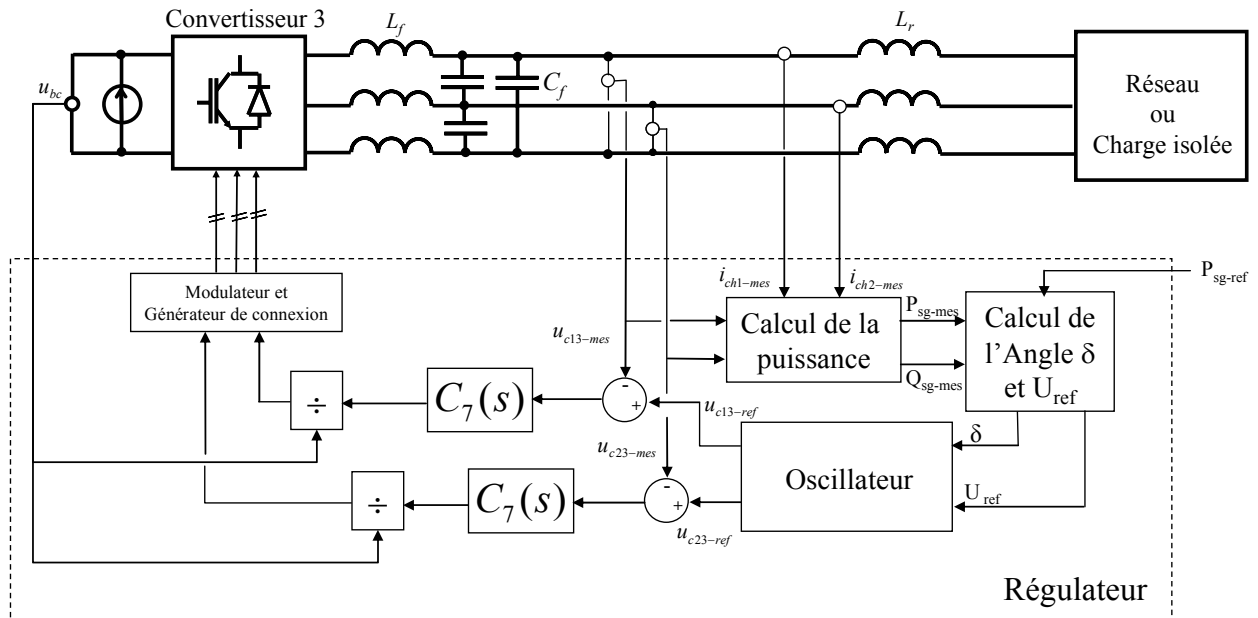 Convertisseur 3
L_f
L_r
u_bc
C_f
Réseau
ou
Charge isolée
P_sg-ref
i_ch1-mes
i_ch2-mes
Modulateur et
Générateur de connexion
u_c13-mes
Calcul de la
puissance
P_sg-mes
Q_sg-mes
Calcul de
l'Angle δ
et U_ref
÷
C_7(s)
-
+
u_c13-ref
δ
u_c23-mes
Oscillateur
U_ref
÷
C_7(s)
-
+
u_c23-ref
Régulateur